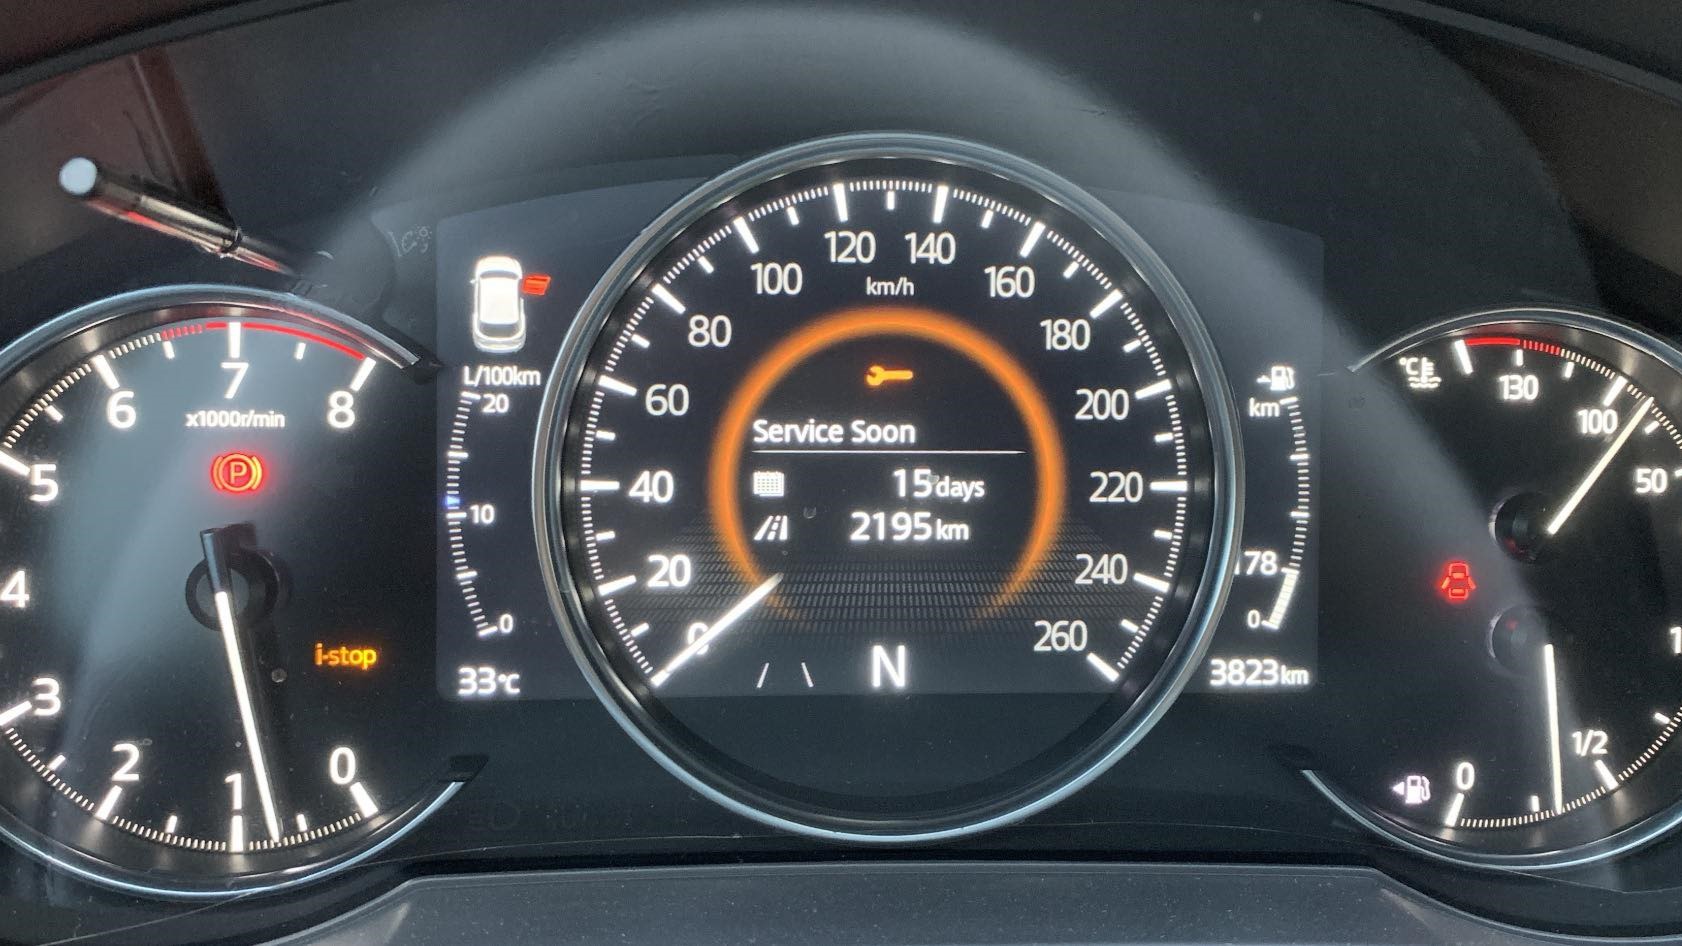 8
7
6
5
4
3
2
1
0
x1000r/min
P
i-stop
L/100km
20
10
0
33°C
0
20
40
60
80
100
120
140
160
180
200
220
240
260
km/h
Service Soon
15 days
2195 km
N
km
178
0
3823 km
°C
130
100
50
1/2
0